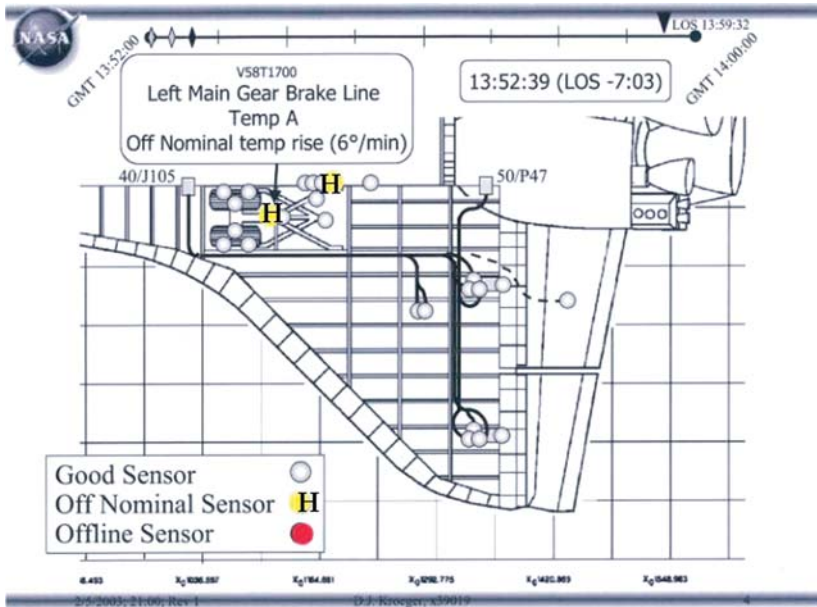 NASA
LOS 13:59:32
GMT 13:52:00
GMT 14:00:00
V58T1700
Left Main Gear Brake Line
Temp A
Off Nominal temp rise (6°/min)
13:52:39 (LOS -7:03)
40/J105
50/P47
H
H
Good Sensor
Off Nominal Sensor H
Offline Sensor
2/5/2003; 21:00; Rev 1
D.J. Kroeger, x39019
4